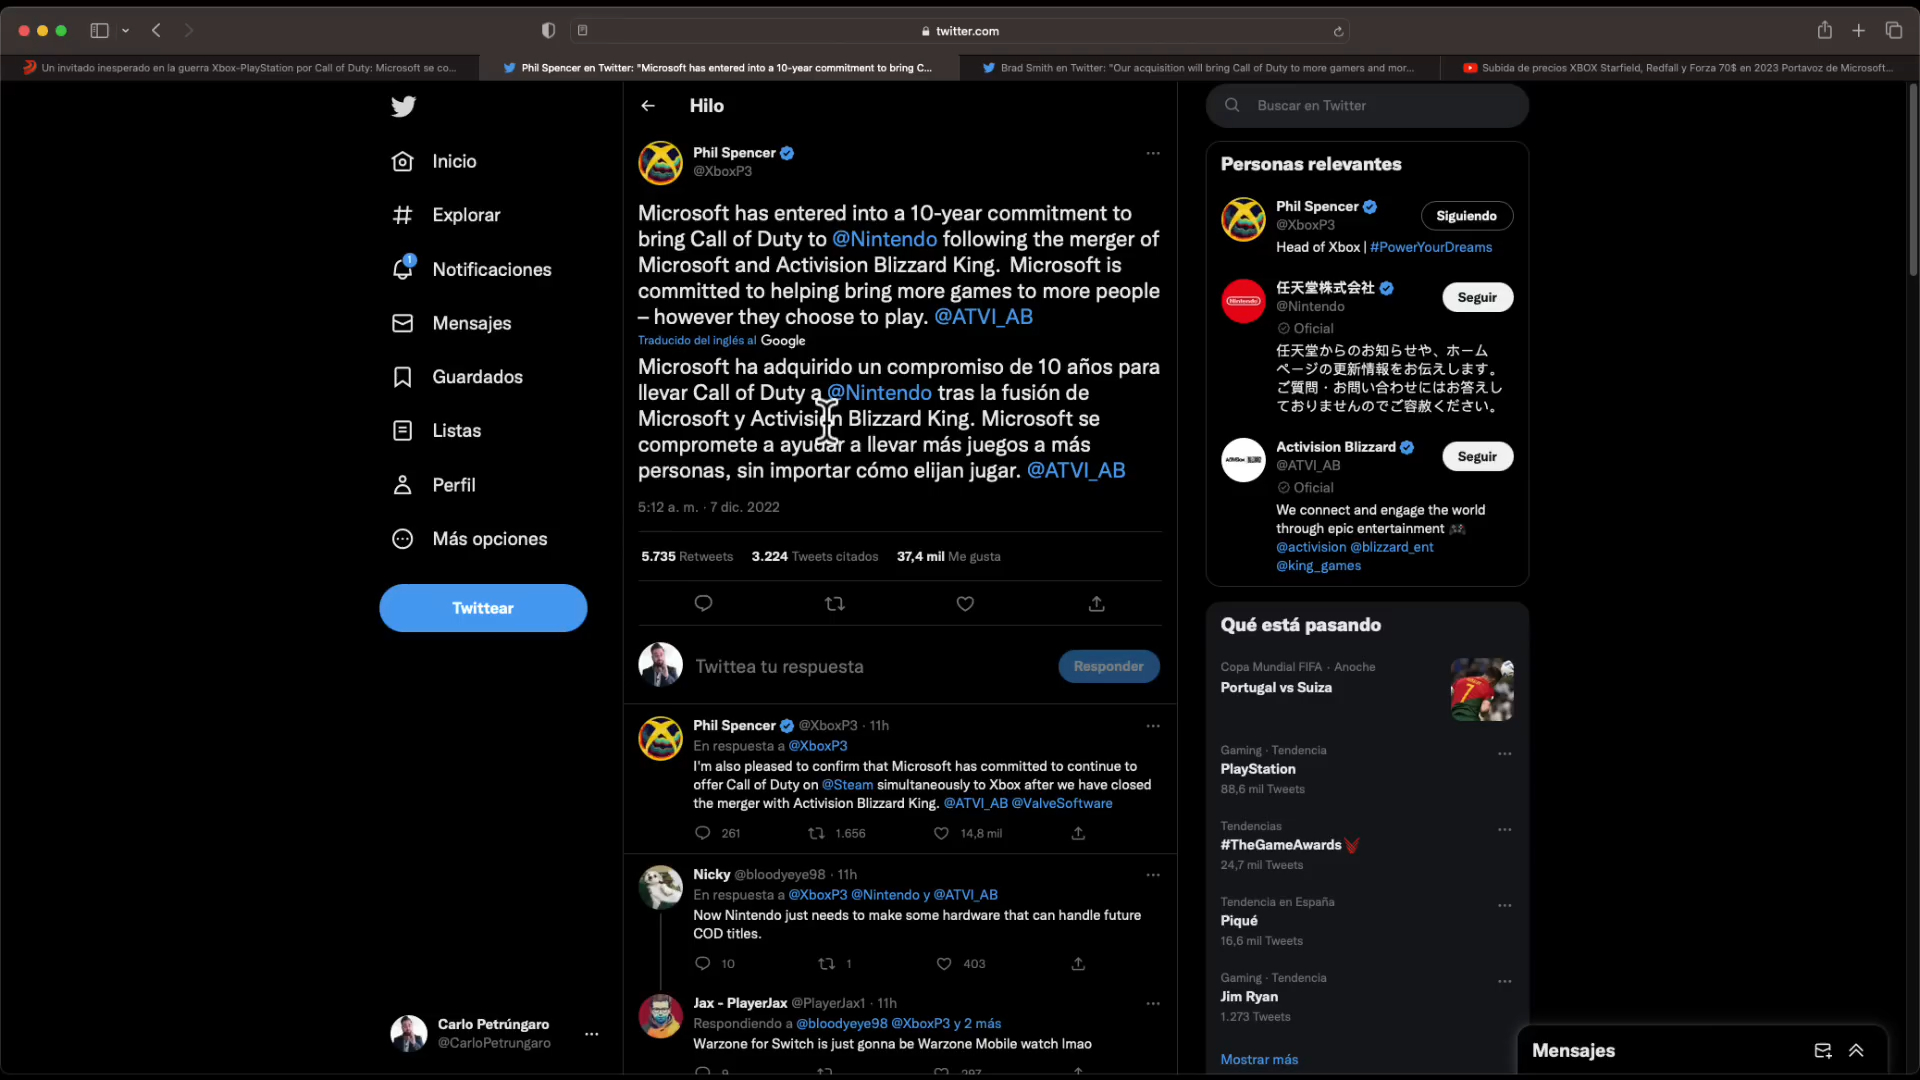 twitter.com
Un invitado inesperado en la guerra Xbox-PlayStation por Call of Duty: Microsoft se co...
Phil Spencer en Twitter: "Microsoft has entered into a 10-year commitment to bring C...
Brad Smith en Twitter: "Our acquisition will bring Call of Duty to more gamers and mor...
Subida de precios XBOX Starfield, Redfall y Forza 70$ en 2023 Portavoz de Microsoft...
Inicio
Explorar
1
Notificaciones
Mensajes
Guardados
Listas
Perfil
Más opciones
Twittear
Carlo Petrúngaro
@CarloPetrungaro
Hilo
Phil Spencer
@XboxP3
Microsoft has entered into a 10-year commitment to
bring Call of Duty to @Nintendo following the merger of
Microsoft and Activision Blizzard King. Microsoft is
committed to helping bring more games to more people
– however they choose to play. @ATVI_AB
Traducido del inglés al Google
Microsoft ha adquirido un compromiso de 10 años para
llevar Call of Duty a @Nintendo tras la fusión de
Microsoft y Activision Blizzard King. Microsoft se
compromete a ayudar a llevar más juegos a más
personas, sin importar cómo elijan jugar. @ATVI_AB
5:12 a. m. · 7 dic. 2022
5.735 Retweets 3.224 Tweets citados 37,4 mil Me gusta
Twittea tu respuesta
Responder
Phil Spencer @XboxP3 · 11h
En respuesta a @XboxP3
I'm also pleased to confirm that Microsoft has committed to continue to
offer Call of Duty on @Steam simultaneously to Xbox after we have closed
the merger with Activision Blizzard King. @ATVI_AB @ValveSoftware
261 1.656 14,8 mil
Nicky @bloodyeye98 · 11h
En respuesta a @XboxP3 @Nintendo y @ATVI_AB
Now Nintendo just needs to make some hardware that can handle future
COD titles.
10 1 403
Jax - PlayerJax @PlayerJax1 · 11h
Respondiendo a @bloodyeye98 @XboxP3 y 2 más
Warzone for Switch is just gonna be Warzone Mobile watch lmao
Buscar en Twitter
Personas relevantes
Phil Spencer
@XboxP3
Siguiendo
Head of Xbox | #PowerYourDreams
Nintendo
任天堂株式会社
@Nintendo
Seguir
Oficial
任天堂からのお知らせや、ホーム
ページの更新情報をお伝えします。
ご質問・お問い合わせにはお答えし
ておりませんのでご容赦ください。
Activision Blizzard
@ATVI_AB
Seguir
Oficial
We connect and engage the world
through epic entertainment
@activision @blizzard_ent
@king_games
Qué está pasando
Copa Mundial FIFA · Anoche
Portugal vs Suiza
7
Gaming · Tendencia
PlayStation
88,6 mil Tweets
Tendencias
#TheGameAwards
24,7 mil Tweets
Tendencia en España
Piqué
16,6 mil Tweets
Gaming · Tendencia
Jim Ryan
1.273 Tweets
Mostrar más
Mensajes